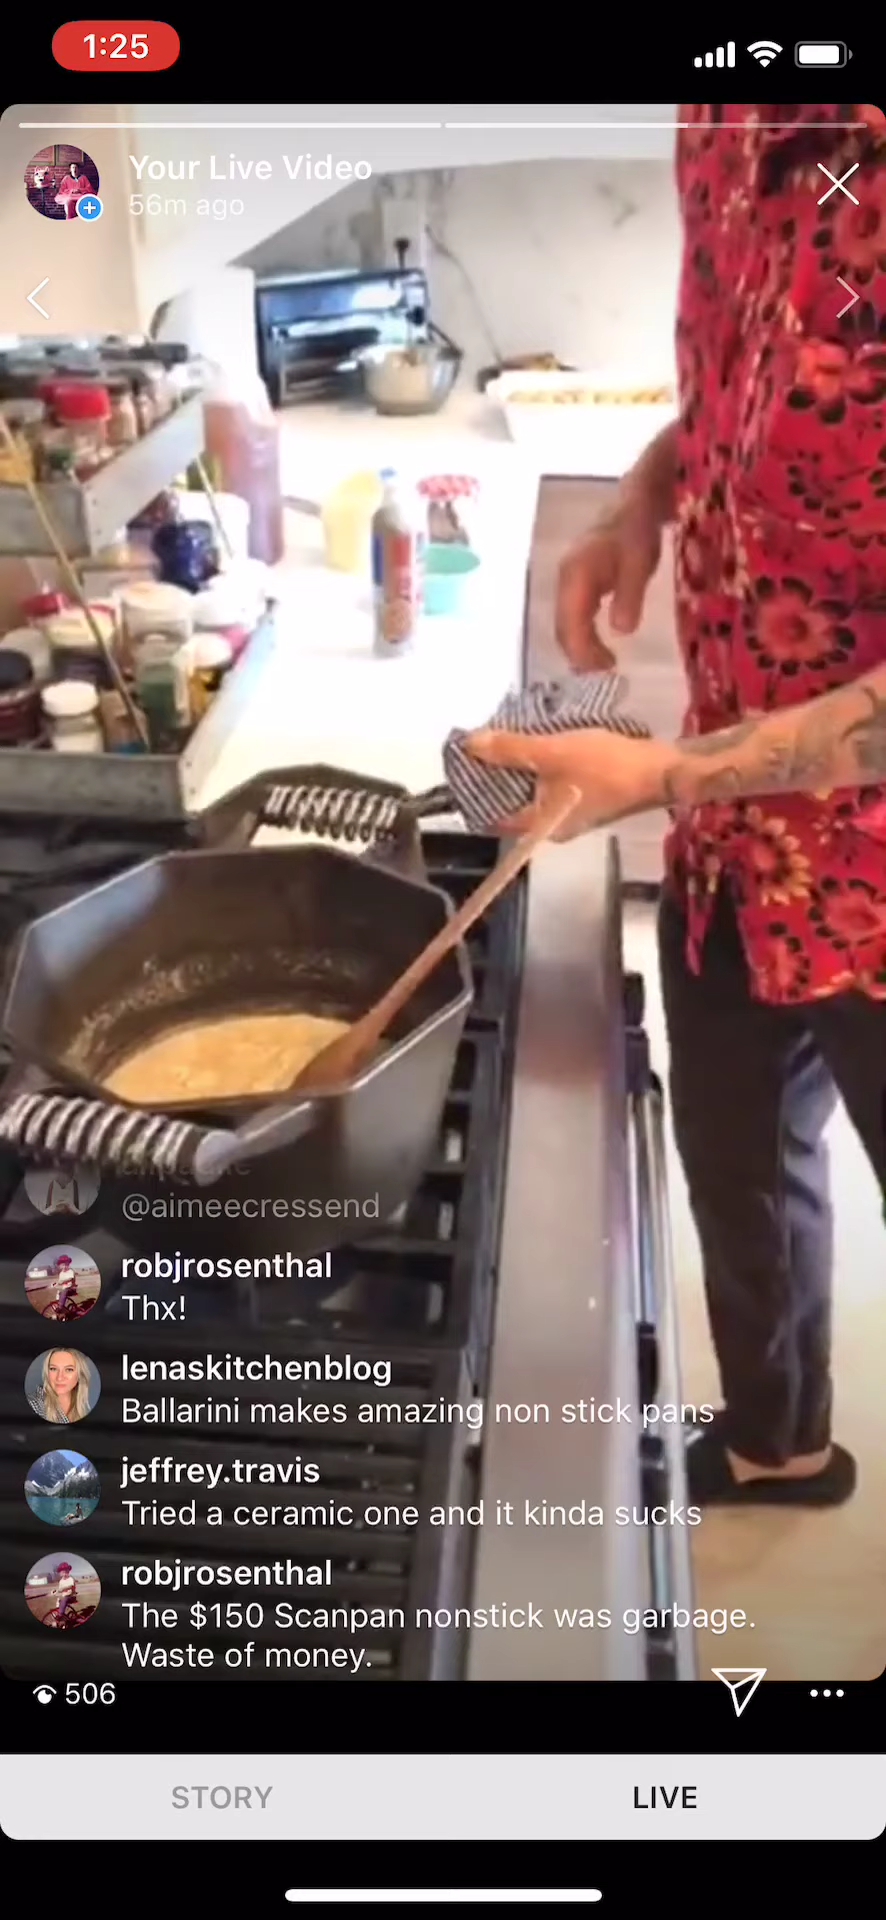 1:25
Your Live Video
56m ago
@aimeecressend
robjrosenthal
Thx!
lenaskitchenblog
Ballarini makes amazing non stick pans
jeffrey.travis
Tried a ceramic one and it kinda sucks
robjrosenthal
The $150 Scanpan nonstick was garbage.
Waste of money.
506
STORY
LIVE